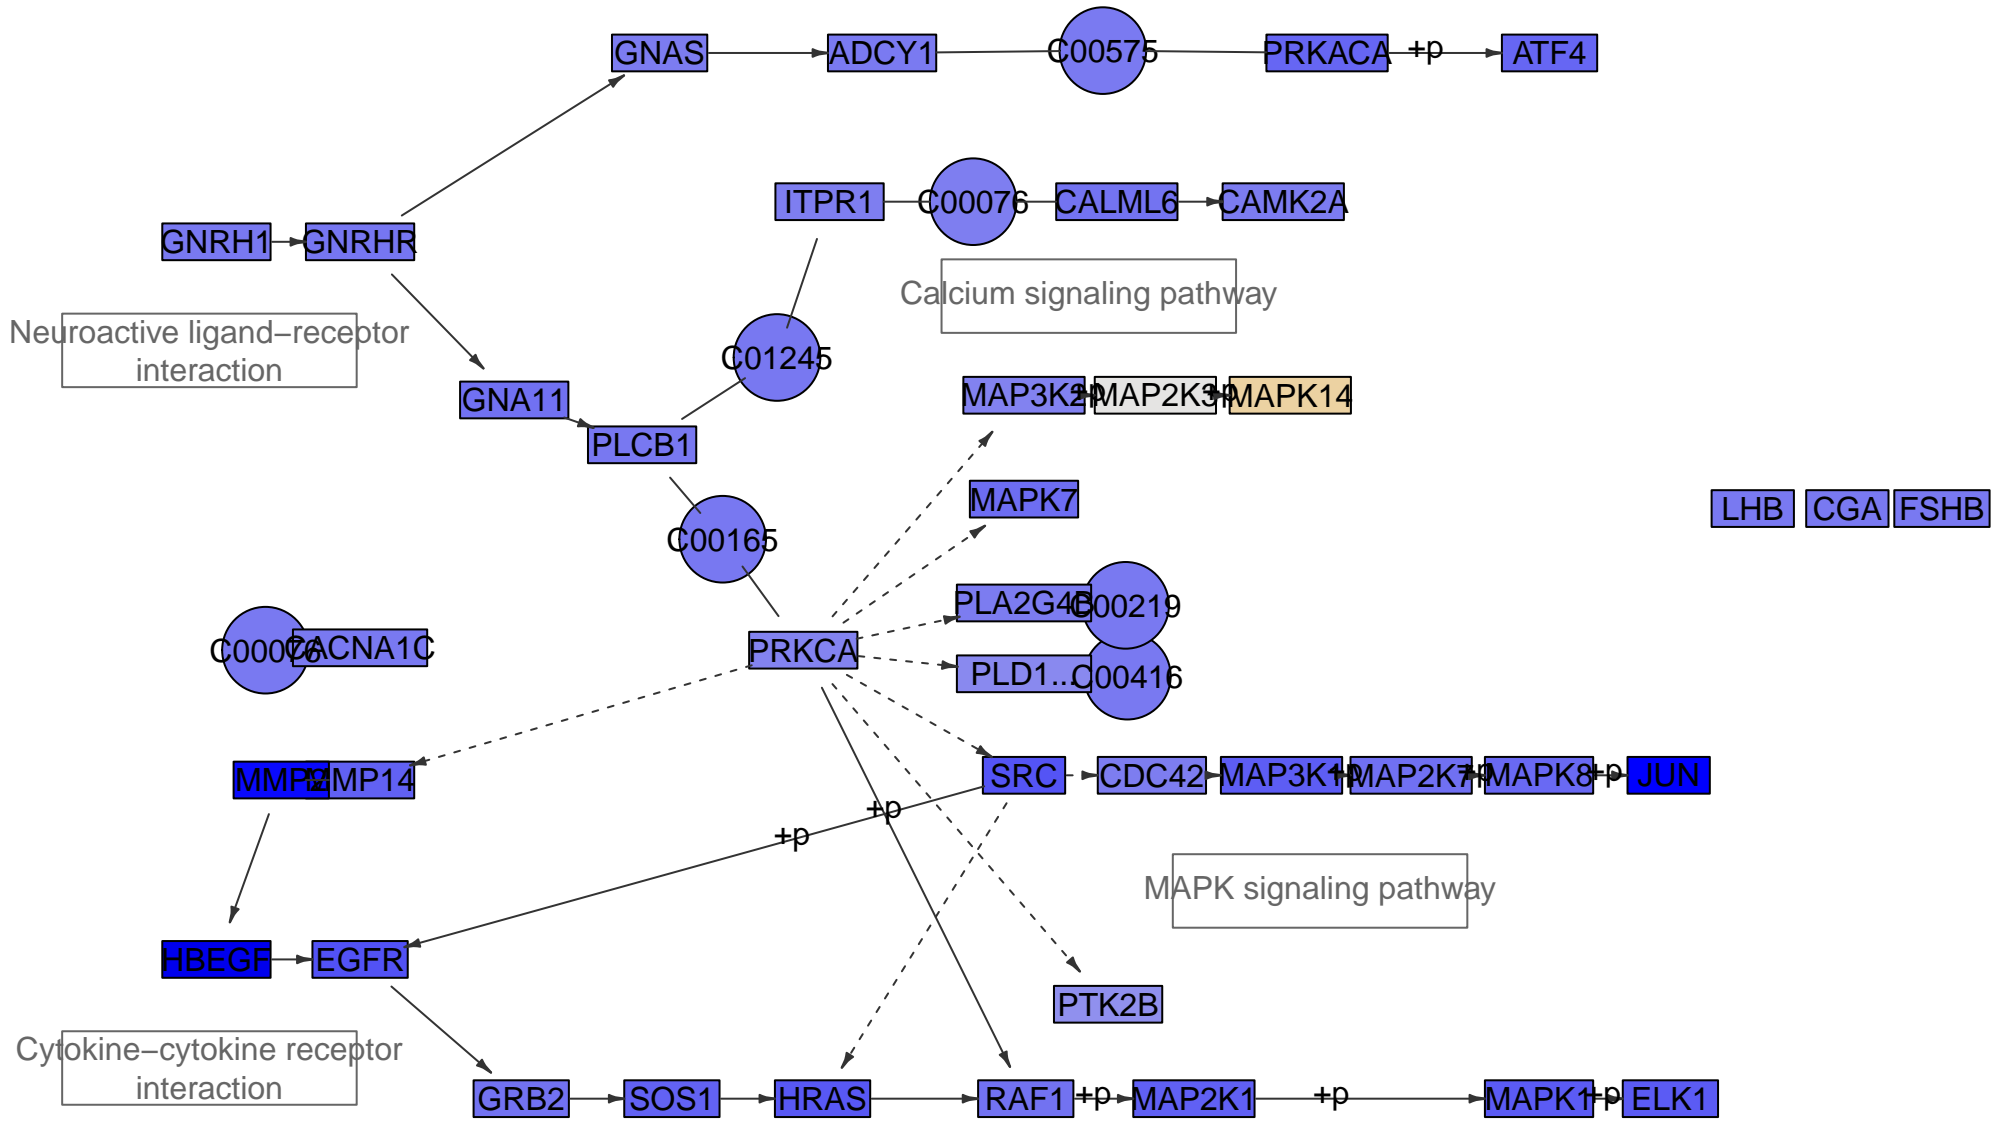 GNAS
ADCY1
C00575
PRKACA
+p
ATF4
ITPR1
C00076
CALML6
CAMK2A
GNRH1
GNRHR
Calcium signaling pathway
Neuroactive ligand–receptor
interaction
C01245
GNA11
PLCB1
MAP3K2
+p
MAP2K3
+p
MAPK14
MAPK7
LHB
CGA
FSHB
C00165
PLA2G4B
C00219
C00076
CACNA1C
PRKCA
PLD1...
C00416
MMP2
MMP14
SRC
CDC42
MAP3K1
+p
MAP2K7
+p
MAPK8
+p
JUN
+p
+p
MAPK signaling pathway
HBEGF
EGFR
PTK2B
Cytokine–cytokine receptor
interaction
GRB2
SOS1
HRAS
RAF1
+p
MAP2K1
+p
MAPK1
+p
ELK1